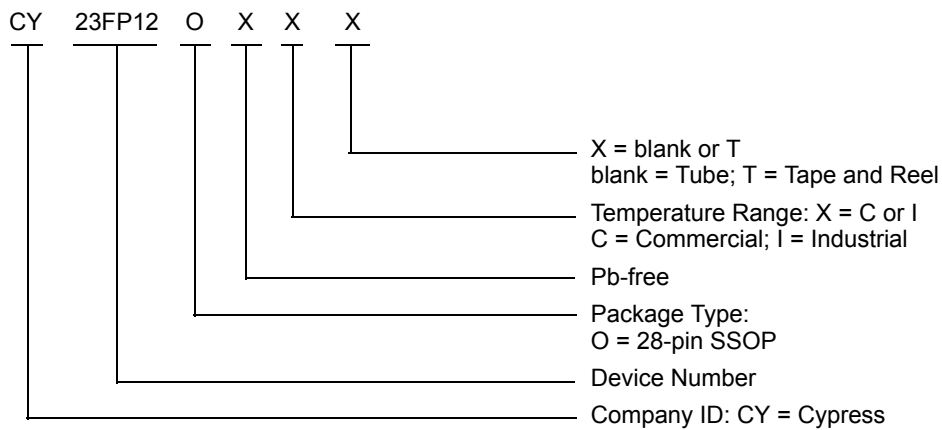 CY 23FP12 O X X X
X = blank or T
blank = Tube; T = Tape and Reel
Temperature Range: X = C or I
C = Commercial; I = Industrial
Pb-free
Package Type:
O = 28-pin SSOP
Device Number
Company ID: CY = Cypress